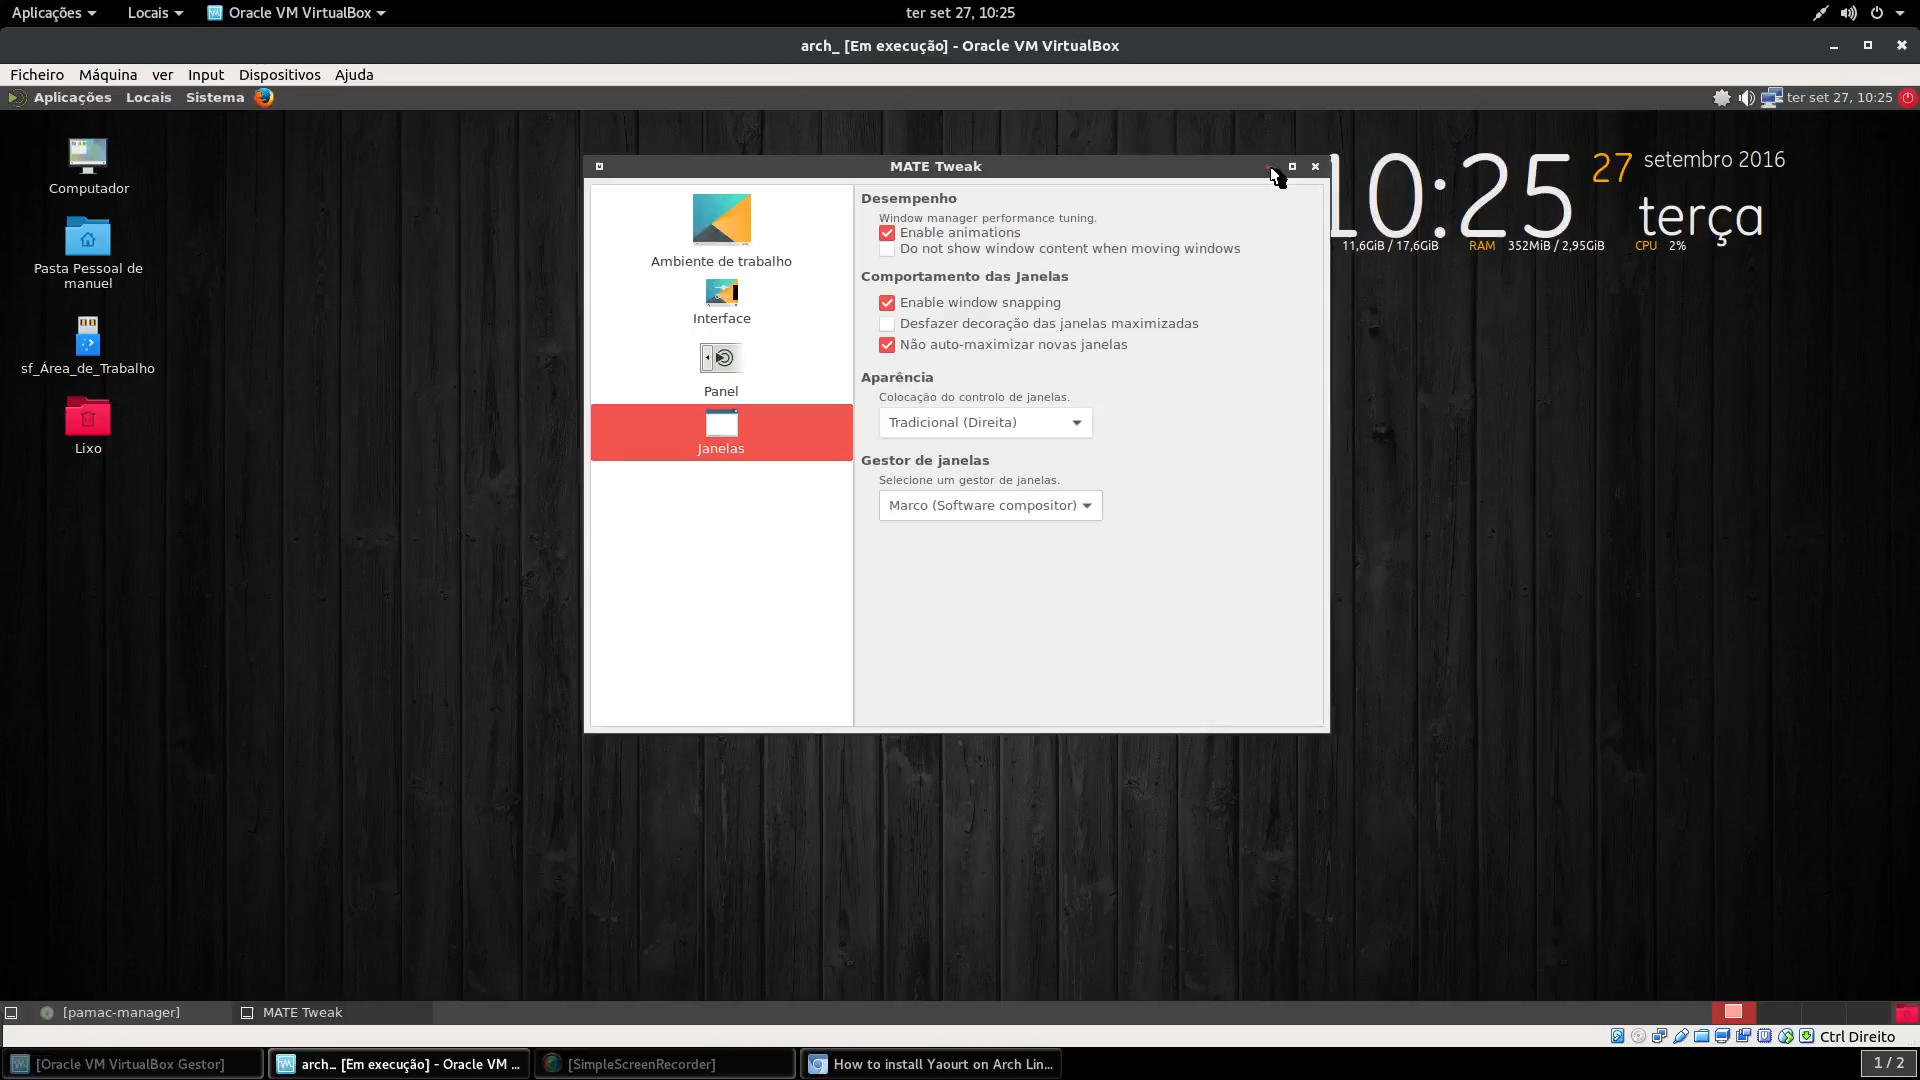 Aplicações Locais Oracle VM VirtualBox ter set 27, 10:25
arch_ [Em execução] - Oracle VM VirtualBox
Ficheiro Máquina ver Input Dispositivos Ajuda
Aplicações Locais Sistema ter set 27, 10:25
Computador
Pasta Pessoal de
manuel
sf_Área_de_Trabalho
Lixo
MATE Tweak
Ambiente de trabalho
Interface
Panel
Janelas
Desempenho
Window manager performance tuning.
Enable animations
Do not show window content when moving windows
Comportamento das Janelas
Enable window snapping
Desfazer decoração das janelas maximizadas
Não auto-maximizar novas janelas
Aparência
Colocação do controlo de janelas.
Tradicional (Direita)
Gestor de janelas
Selecione um gestor de janelas.
Marco (Software compositor)
10:25 27 setembro 2016
terça
11,6GiB / 17,6GiB RAM 352MiB / 2,95GiB CPU 2%
[pamac-manager] MATE Tweak
Ctrl Direito
[Oracle VM VirtualBox Gestor] arch_ [Em execução] - Oracle VM ... [SimpleScreenRecorder] How to install Yaourt on Arch Lin... 1 / 2